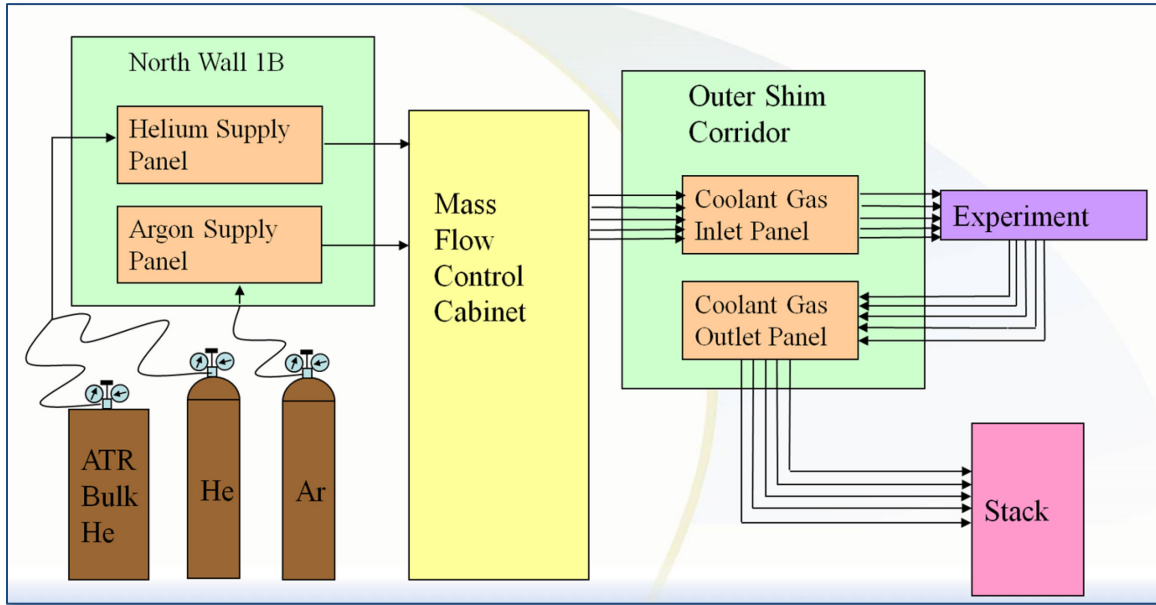 North Wall 1B
Helium Supply
Panel
Argon Supply
Panel
ATR
Bulk
He
He
Ar
Mass
Flow
Control
Cabinet
Outer Shim
Corridor
Coolant Gas
Inlet Panel
Coolant Gas
Outlet Panel
Experiment
Stack